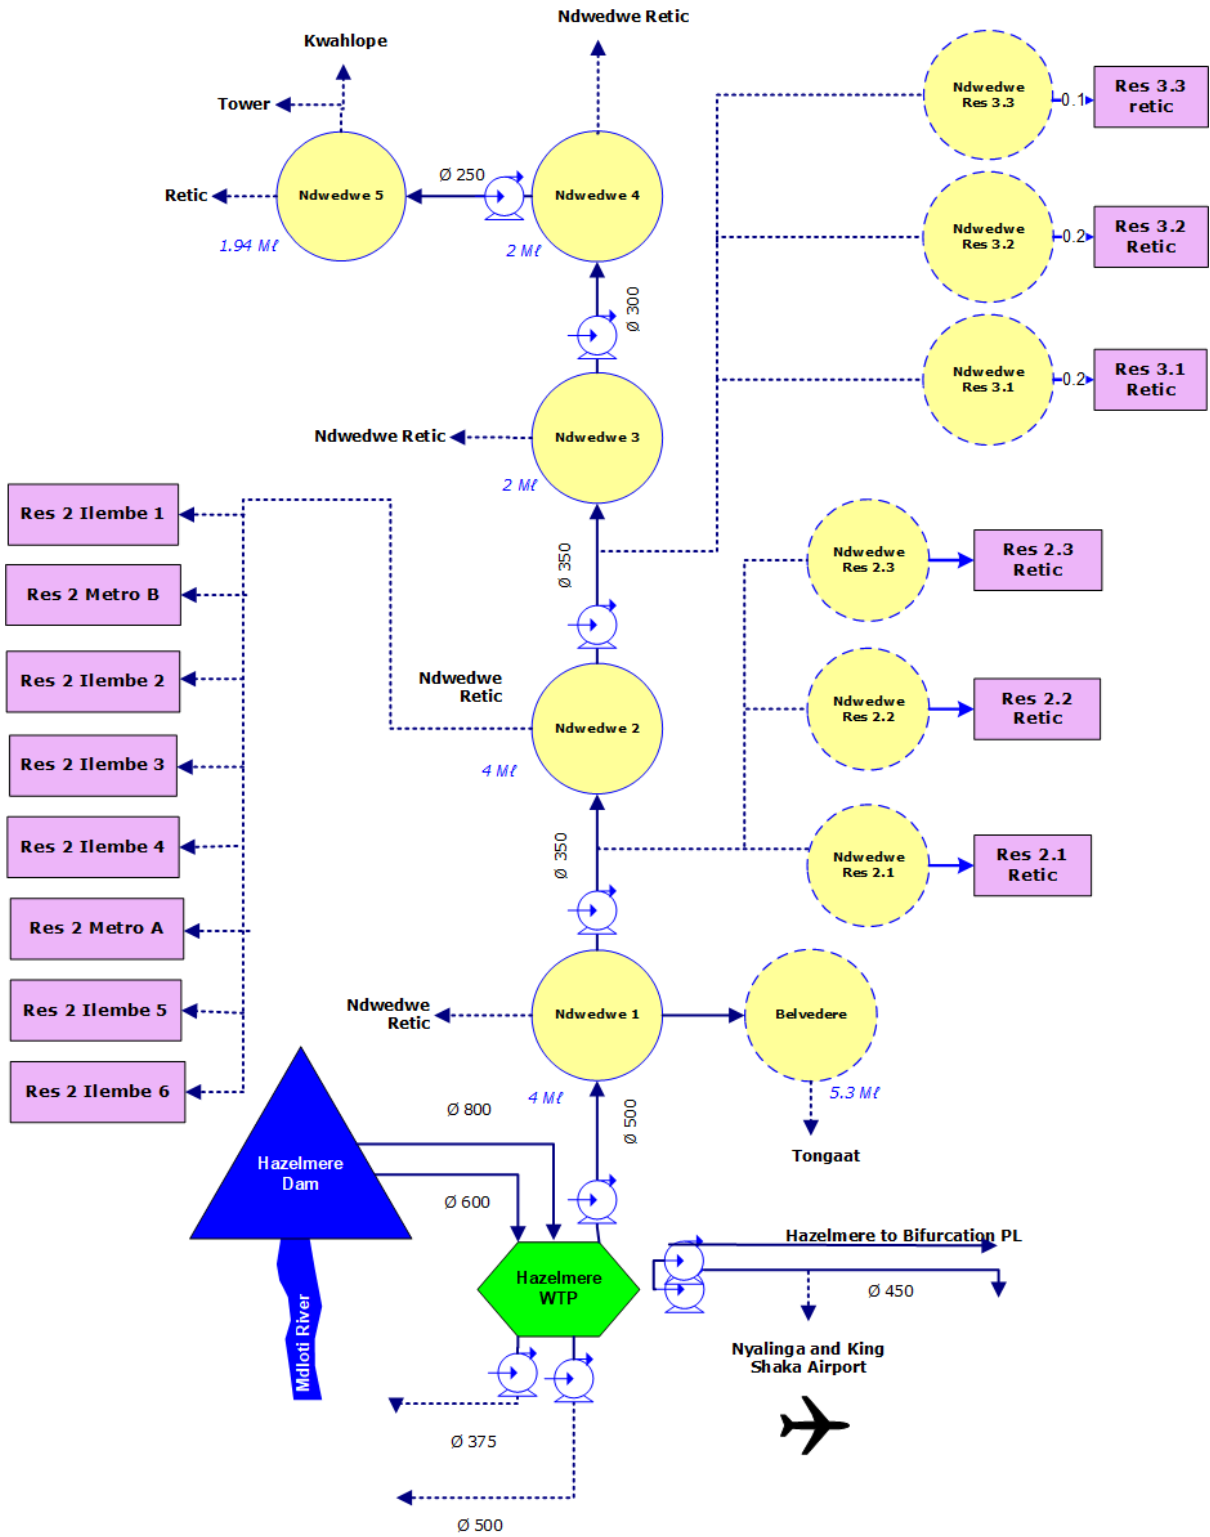 Ndwedwe Retic
Kwahlope
Tower
Retic
Ndwedwe 5
1.94 Mℓ
Ø 250
Ndwedwe 4
2 Mℓ
Ø 300
Ndwedwe
Res 3.3
0.1
Res 3.3
retic
Ndwedwe
Res 3.2
0.2
Res 3.2
Retic
Ndwedwe
Res 3.1
0.2
Res 3.1
Retic
Ndwedwe Retic
Ndwedwe 3
2 Mℓ
Ø 350
Res 2 Ilembe 1
Res 2 Metro B
Res 2 Ilembe 2
Res 2 Ilembe 3
Res 2 Ilembe 4
Res 2 Metro A
Res 2 Ilembe 5
Res 2 Ilembe 6
Ndwedwe
Retic
Ndwedwe 2
4 Mℓ
Ø 350
Ndwedwe
Res 2.3
Res 2.3
Retic
Ndwedwe
Res 2.2
Res 2.2
Retic
Ndwedwe
Res 2.1
Res 2.1
Retic
Ndwedwe
Retic
Ndwedwe 1
4 Mℓ
Belvedere
5.3 Mℓ
Tongaat
Ø 500
Ø 800
Ø 600
Hazelmere
Dam
Mdloti River
Hazelmere
WTP
Hazelmere to Bifurcation PL
Ø 450
Nyalinga and King
Shaka Airport
Ø 375
Ø 500